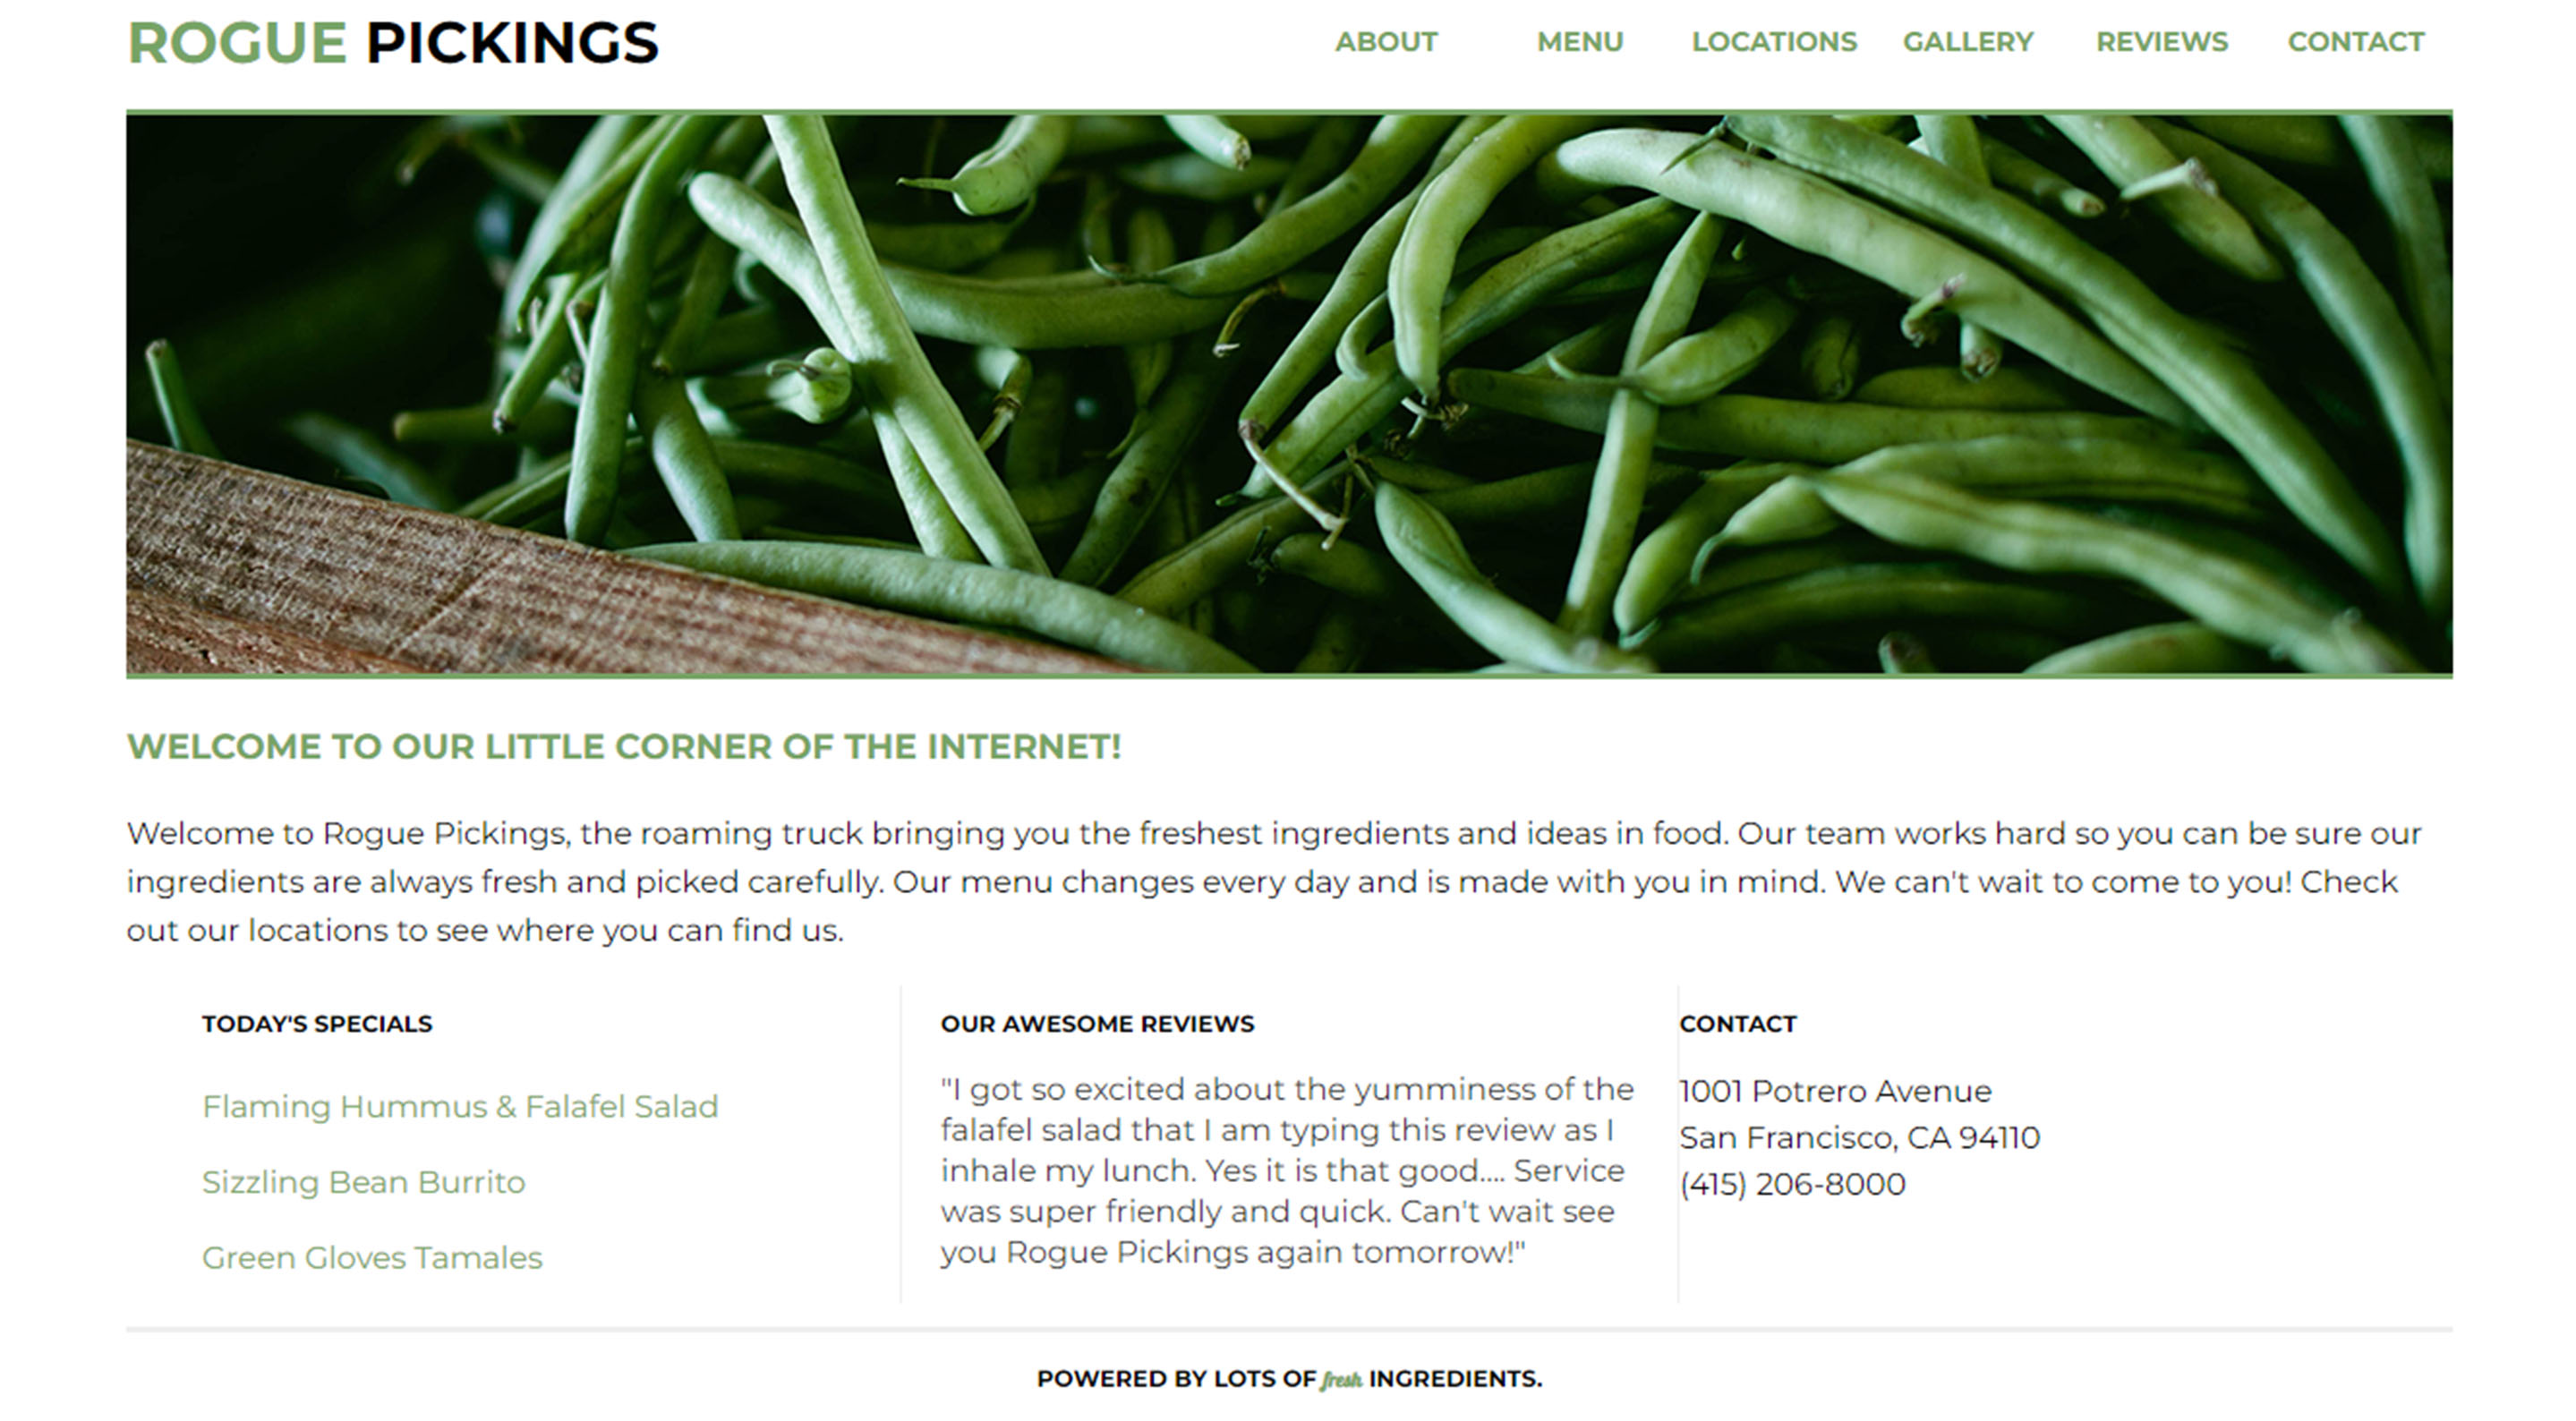 ROGUE PICKINGS
ABOUT MENU LOCATIONS GALLERY REVIEWS CONTACT
WELCOME TO OUR LITTLE CORNER OF THE INTERNET!
Welcome to Rogue Pickings, the roaming truck bringing you the freshest ingredients and ideas in food. Our team works hard so you can be sure our
ingredients are always fresh and picked carefully. Our menu changes every day and is made with you in mind. We can't wait to come to you! Check
out our locations to see where you can find us.
TODAY'S SPECIALS
Flaming Hummus & Falafel Salad
Sizzling Bean Burrito
Green Gloves Tamales
OUR AWESOME REVIEWS
"I got so excited about the yumminess of the
falafel salad that I am typing this review as I
inhale my lunch. Yes it is that good.... Service
was super friendly and quick. Can't wait see
you Rogue Pickings again tomorrow!"
CONTACT
1001 Potrero Avenue
San Francisco, CA 94110
(415) 206-8000
POWERED BY LOTS OF fresh INGREDIENTS.